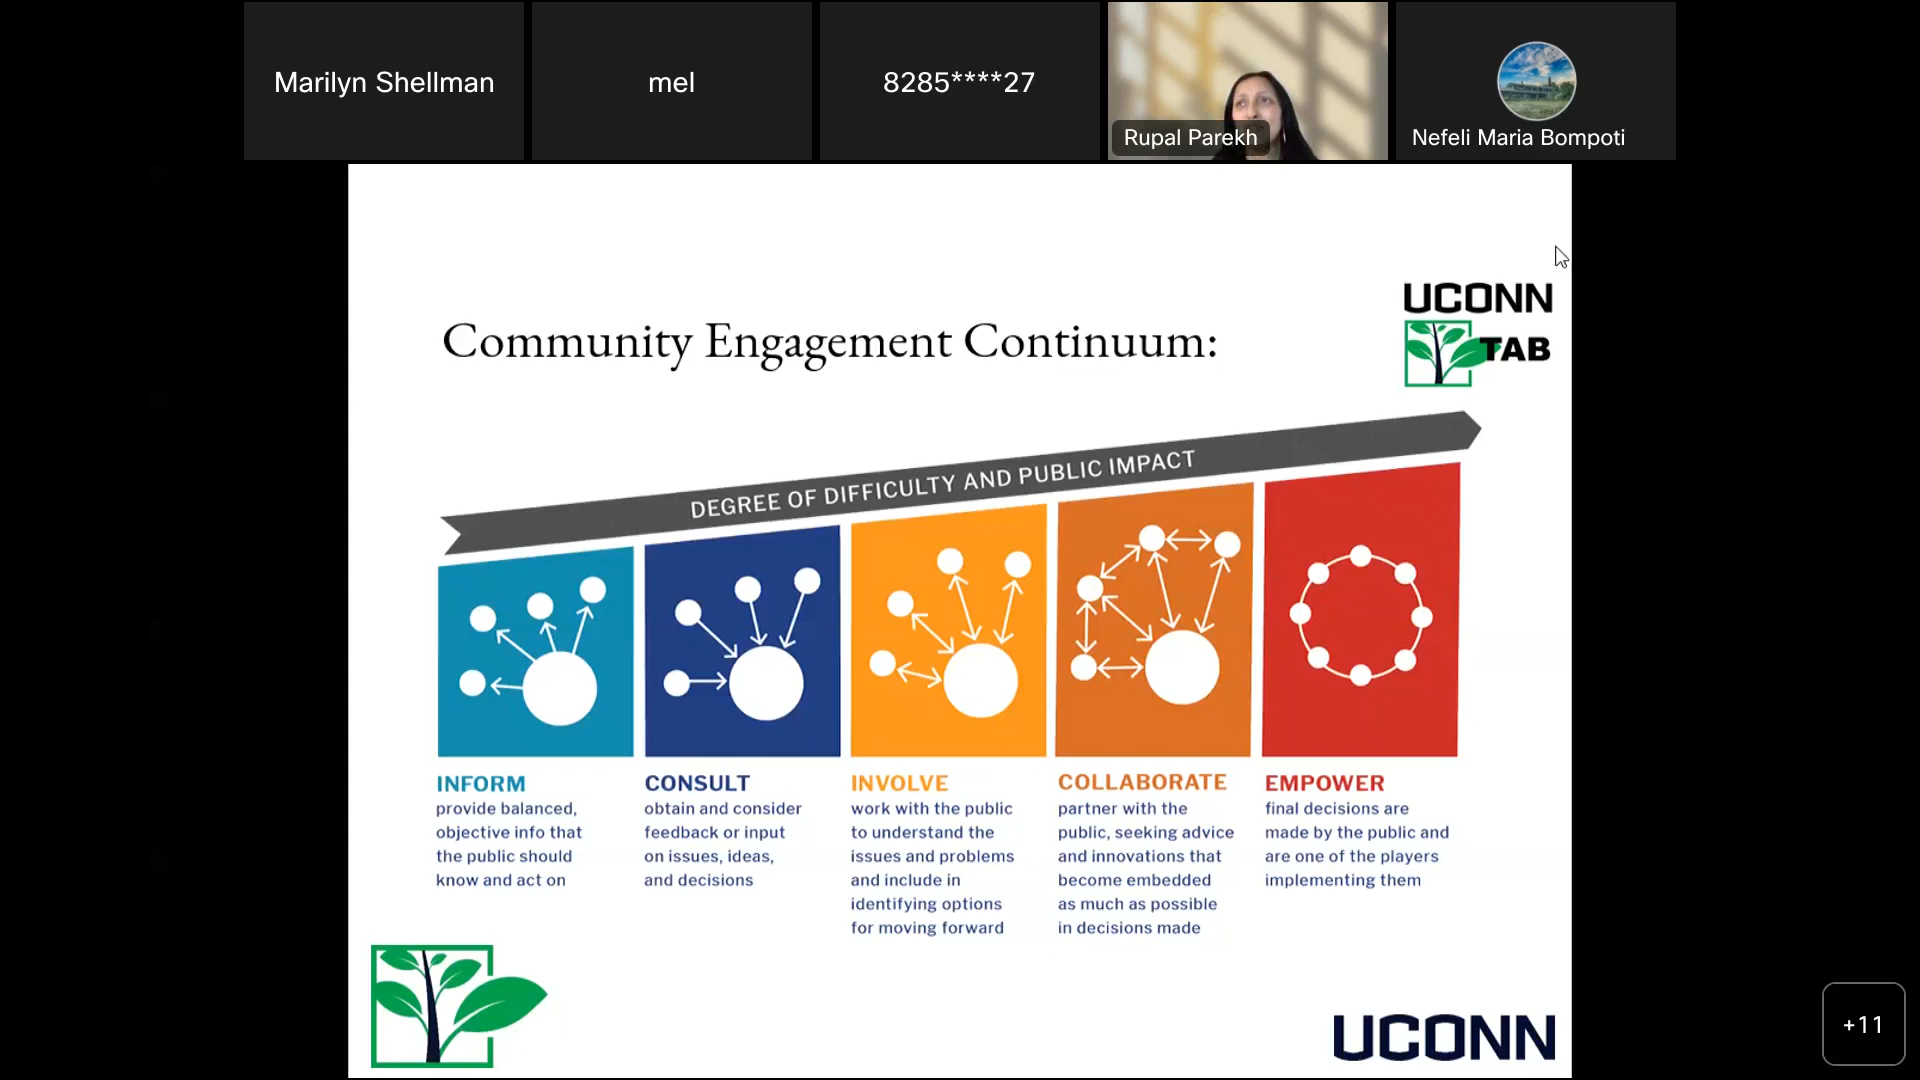 Marilyn Shellman
mel
8285****27
Rupal Parekh
Nefeli Maria Bompoti
UCONN
TAB
Community Engagement Continuum:
DEGREE OF DIFFICULTY AND PUBLIC IMPACT
INFORM
provide balanced,
objective info that
the public should
know and act on
CONSULT
obtain and consider
feedback or input
on issues, ideas,
and decisions
INVOLVE
work with the public
to understand the
issues and problems
and include in
identifying options
for moving forward
COLLABORATE
partner with the
public, seeking advice
and innovations that
become embedded
as much as possible
in decisions made
EMPOWER
final decisions are
made by the public and
are one of the players
implementing them
UCONN
+11